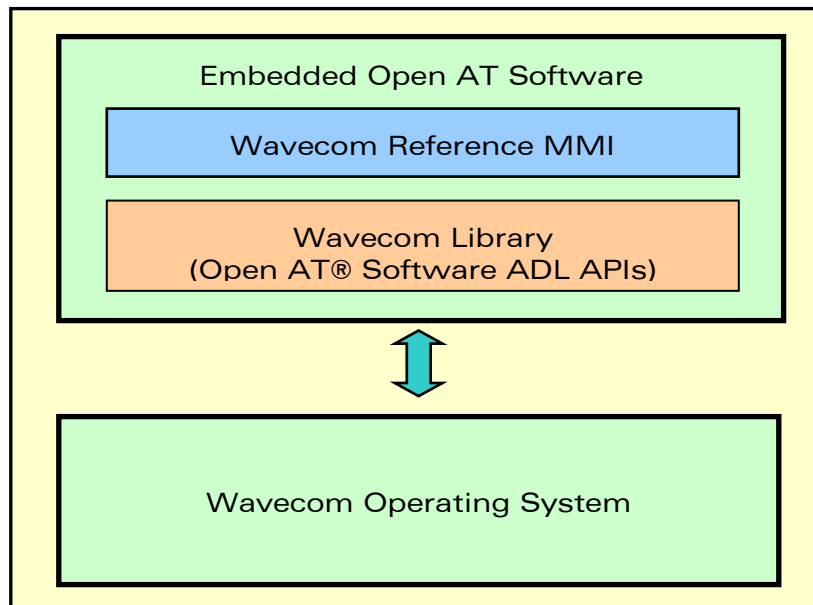 Embedded Open AT Software
Wavecom Reference MMI
Wavecom Library
(Open AT® Software ADL APIs)
Wavecom Operating System